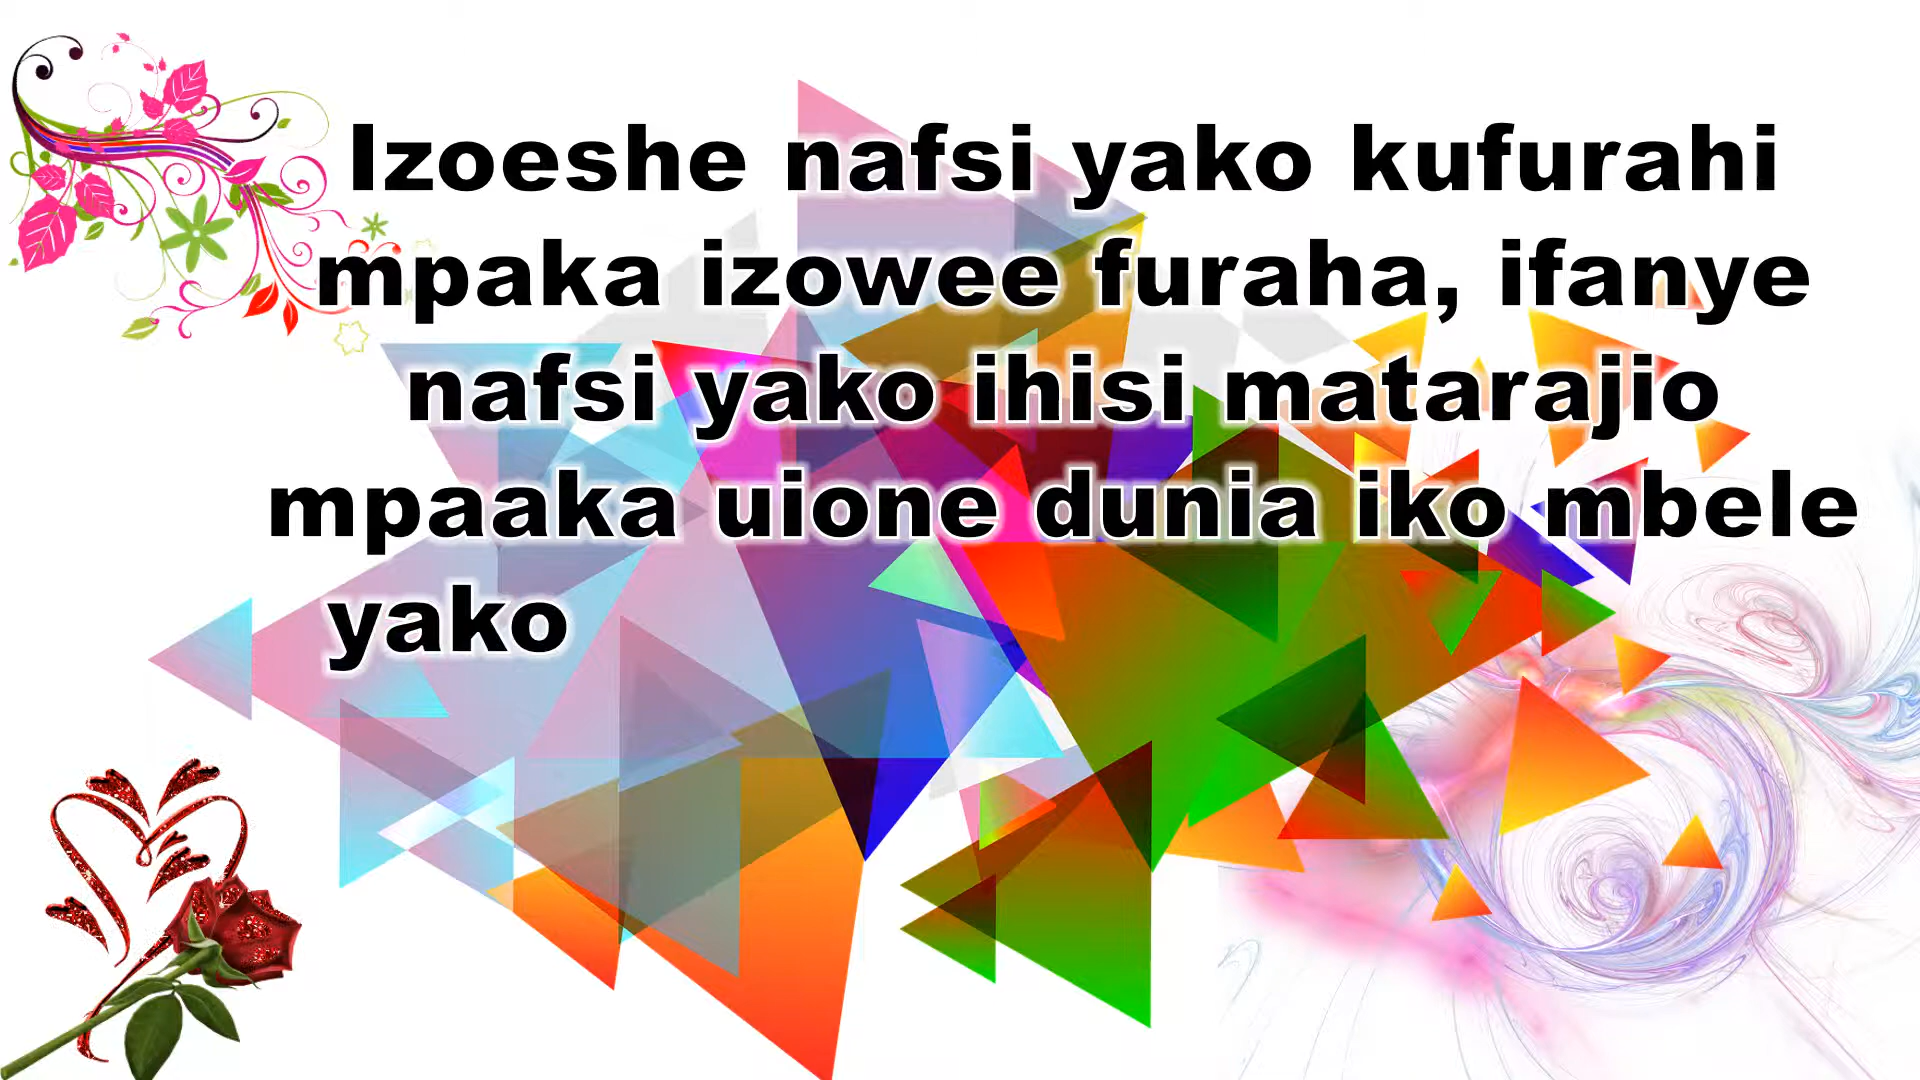 Izoeshe nafsi yako kufurahi
mpaka izowee furaha, ifanye
nafsi yako ihisi matarajio
mpaaka uione dunia iko mbele
yako